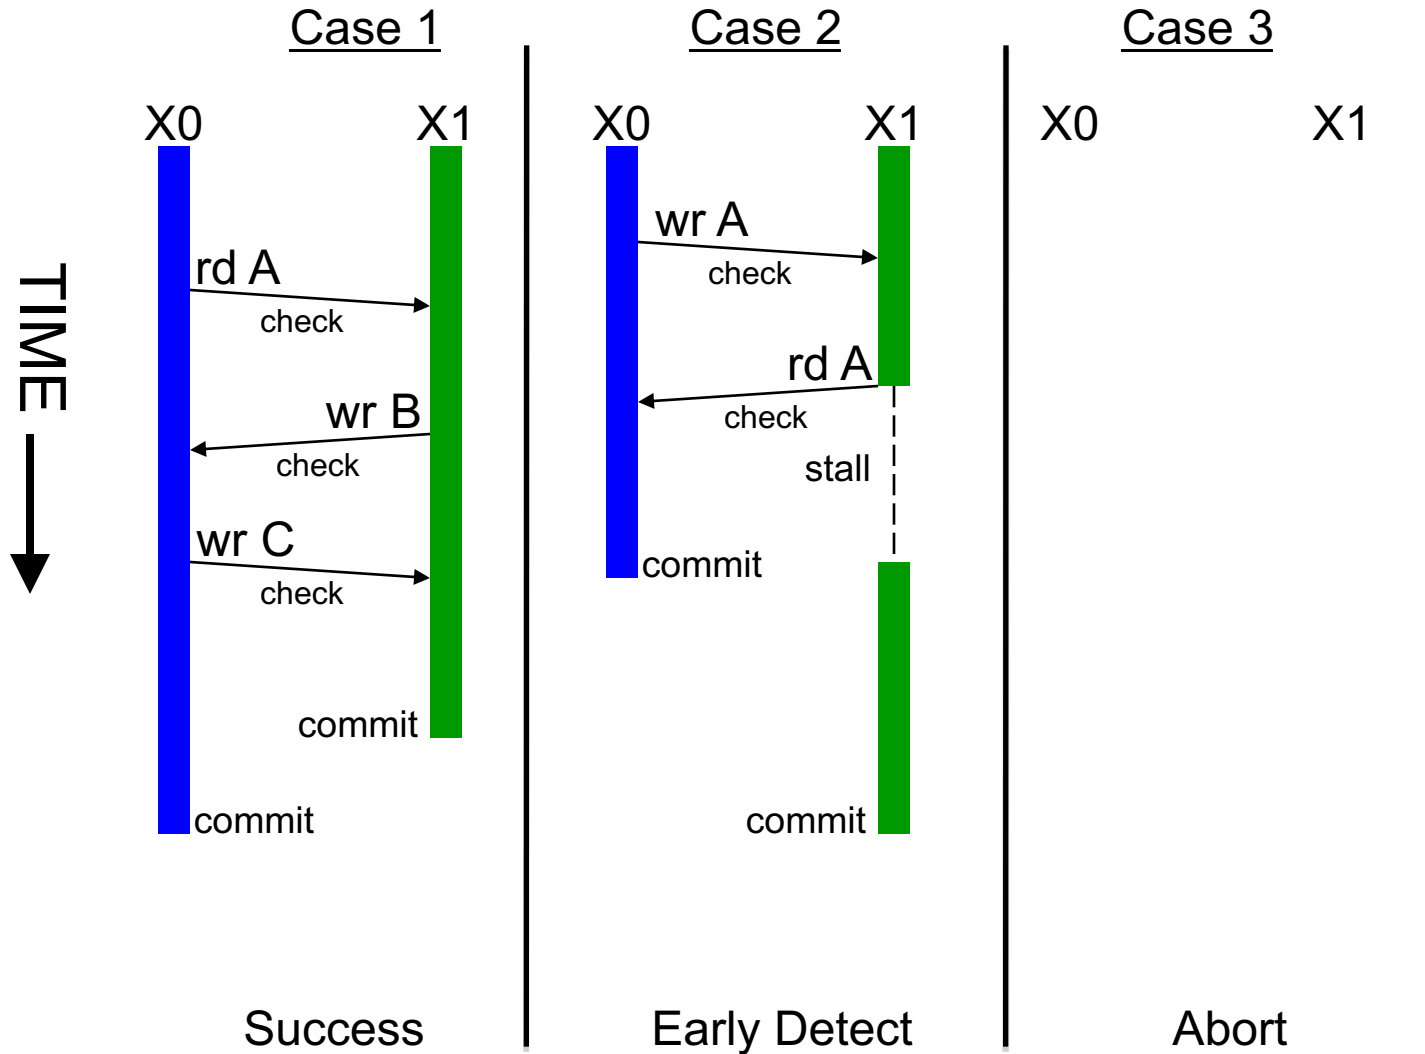 Case 1
Case 2
Case 3
X0
X1
X0
X1
X0
X1
TIME
rd A
check
wr B
check
wr C
check
commit
commit
wr A
check
rd A
check
stall
commit
commit
Success
Early Detect
Abort